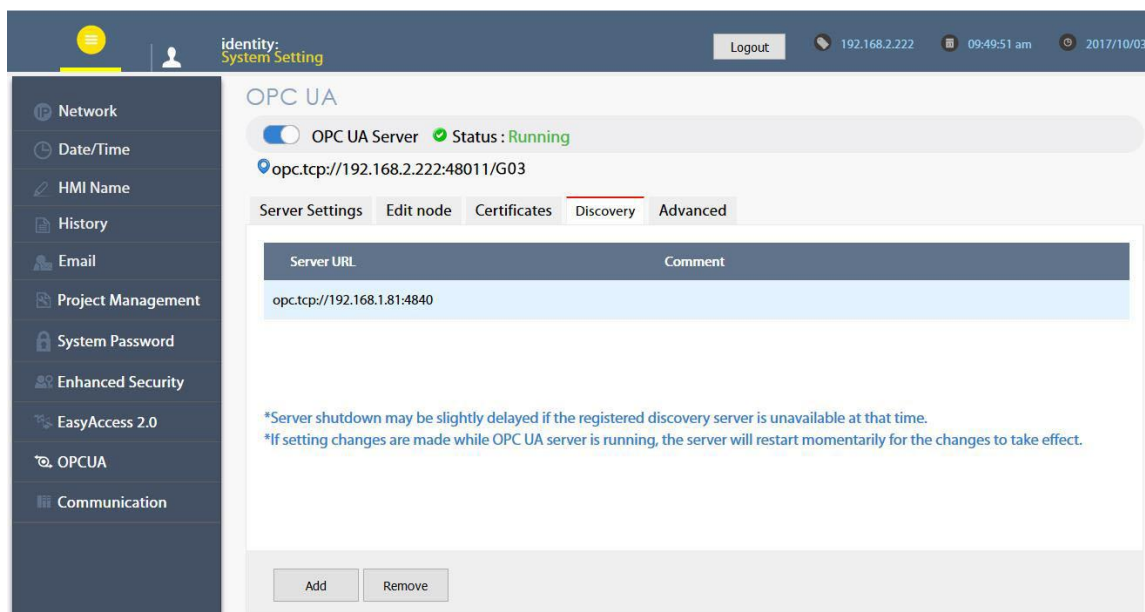 identity:
System Setting
Logout
192.168.2.222
09:49:51 am
2017/10/03
Network
Date/Time
HMI Name
History
Email
Project Management
System Password
Enhanced Security
EasyAccess 2.0
OPCUA
Communication
OPC UA
OPC UA Server Status : Running
opc.tcp://192.168.2.222:48011/G03
Server Settings Edit node Certificates Discovery Advanced
Server URL Comment
opc.tcp://192.168.1.81:4840
*Server shutdown may be slightly delayed if the registered discovery server is unavailable at that time.
*If setting changes are made while OPC UA server is running, the server will restart momentarily for the changes to take effect.
Add Remove